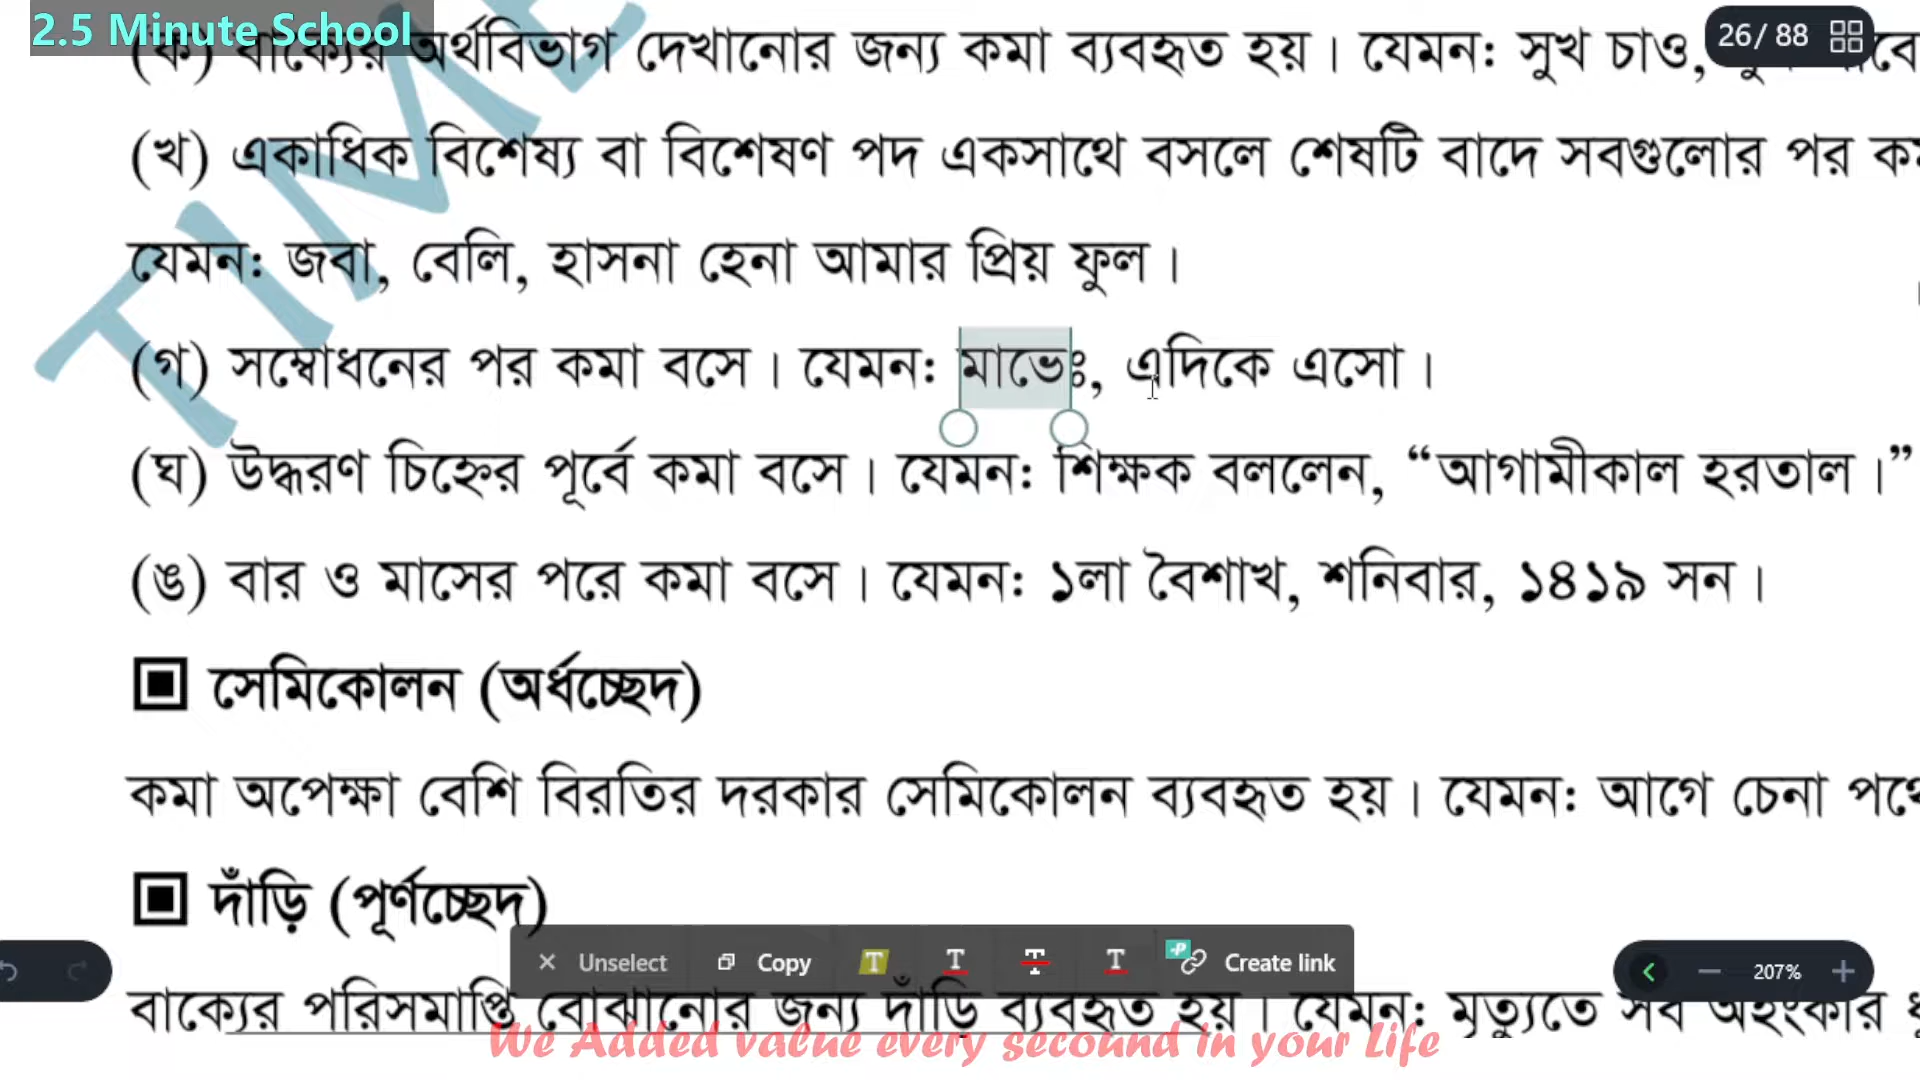 2.5 Minute School
26/ 88
(ক) বাক্যের অর্থবিভাগ দেখানোর জন্য কমা ব্যবহৃত হয়। যেমন: সুখ চাও,
(খ) একাধিক বিশেষ্য বা বিশেষণ পদ একসাথে বসলে শেষটি বাদে সবগুলোর পর
যেমন: জবা, বেলি, হাসনা হেনা আমার প্রিয় ফুল।
(গ) সম্বোধনের পর কমা বসে। যেমন: মাভেঃ, এদিকে এসো।
(ঘ) উদ্ধরণ চিহ্নের পূর্বে কমা বসে। যেমন: শিক্ষক বললেন, “আগামীকাল হরতাল।”
(ঙ) বার ও মাসের পরে কমা বসে। যেমন: ১লা বৈশাখ, শনিবার, ১৪১৯ সন।
সেমিকোলন (অর্ধচ্ছেদ)
কমা অপেক্ষা বেশি বিরতির দরকার সেমিকোলন ব্যবহৃত হয়। যেমন: আগে চেনা
দাঁড়ি (পূর্ণচ্ছেদ)
Unselect Copy Create link
207%
বাক্যের পরিসমাপ্তি বোঝানোর জন্য দাঁড়ি ব্যবহৃত হয়। যেমন: মৃত্যুতে সব অহংকার
We Added value every secound in your Life
TIME